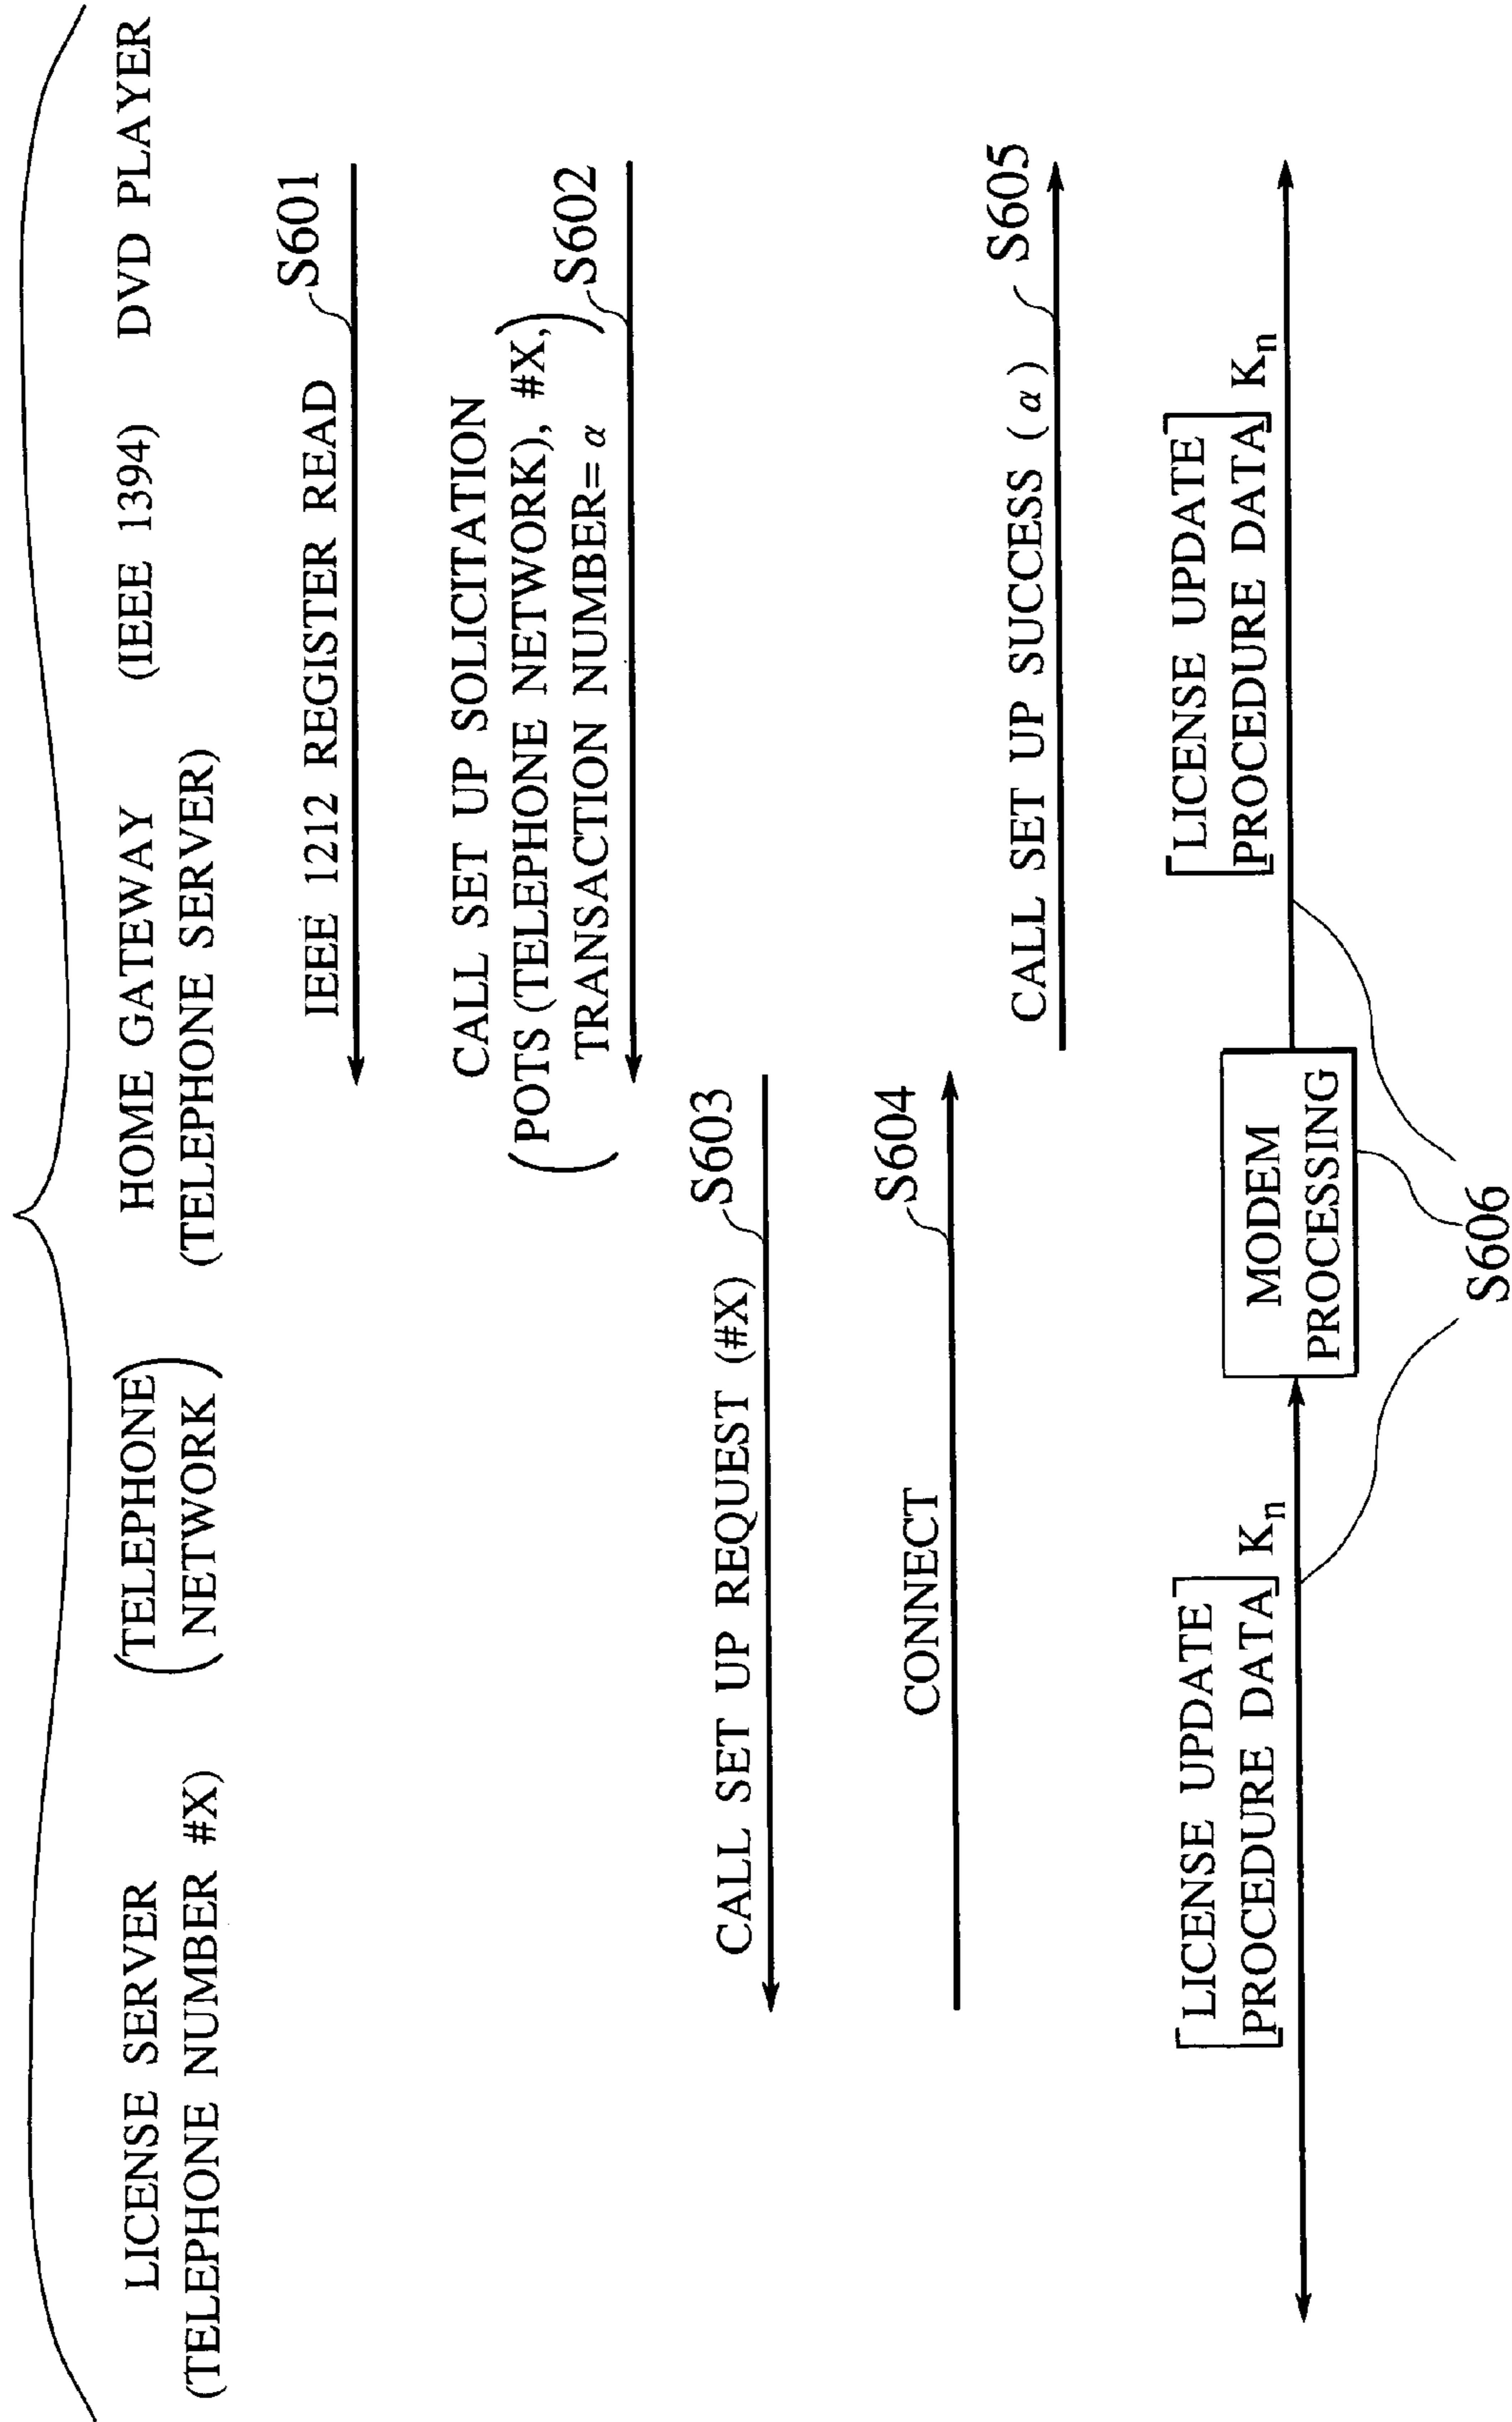 LICENSE SERVER
(TELEPHONE NUMBER #X)
(TELEPHONE
NETWORK)
HOME GATEWAY
(TELEPHONE SERVER)
(IEEE 1394)
DVD PLAYER
IEEE 1212 REGISTER READ
S601
CALL SET UP SOLICITATION
(POTS (TELEPHONE NETWORK), #X,
TRANSACTION NUMBER= α)
S602
CALL SET UP REQUEST (#X)
S603
CONNECT
S604
CALL SET UP SUCCESS (α)
S605
[LICENSE UPDATE
PROCEDURE DATA] Kn
MODEM
PROCESSING
[LICENSE UPDATE
PROCEDURE DATA] Kn
S606